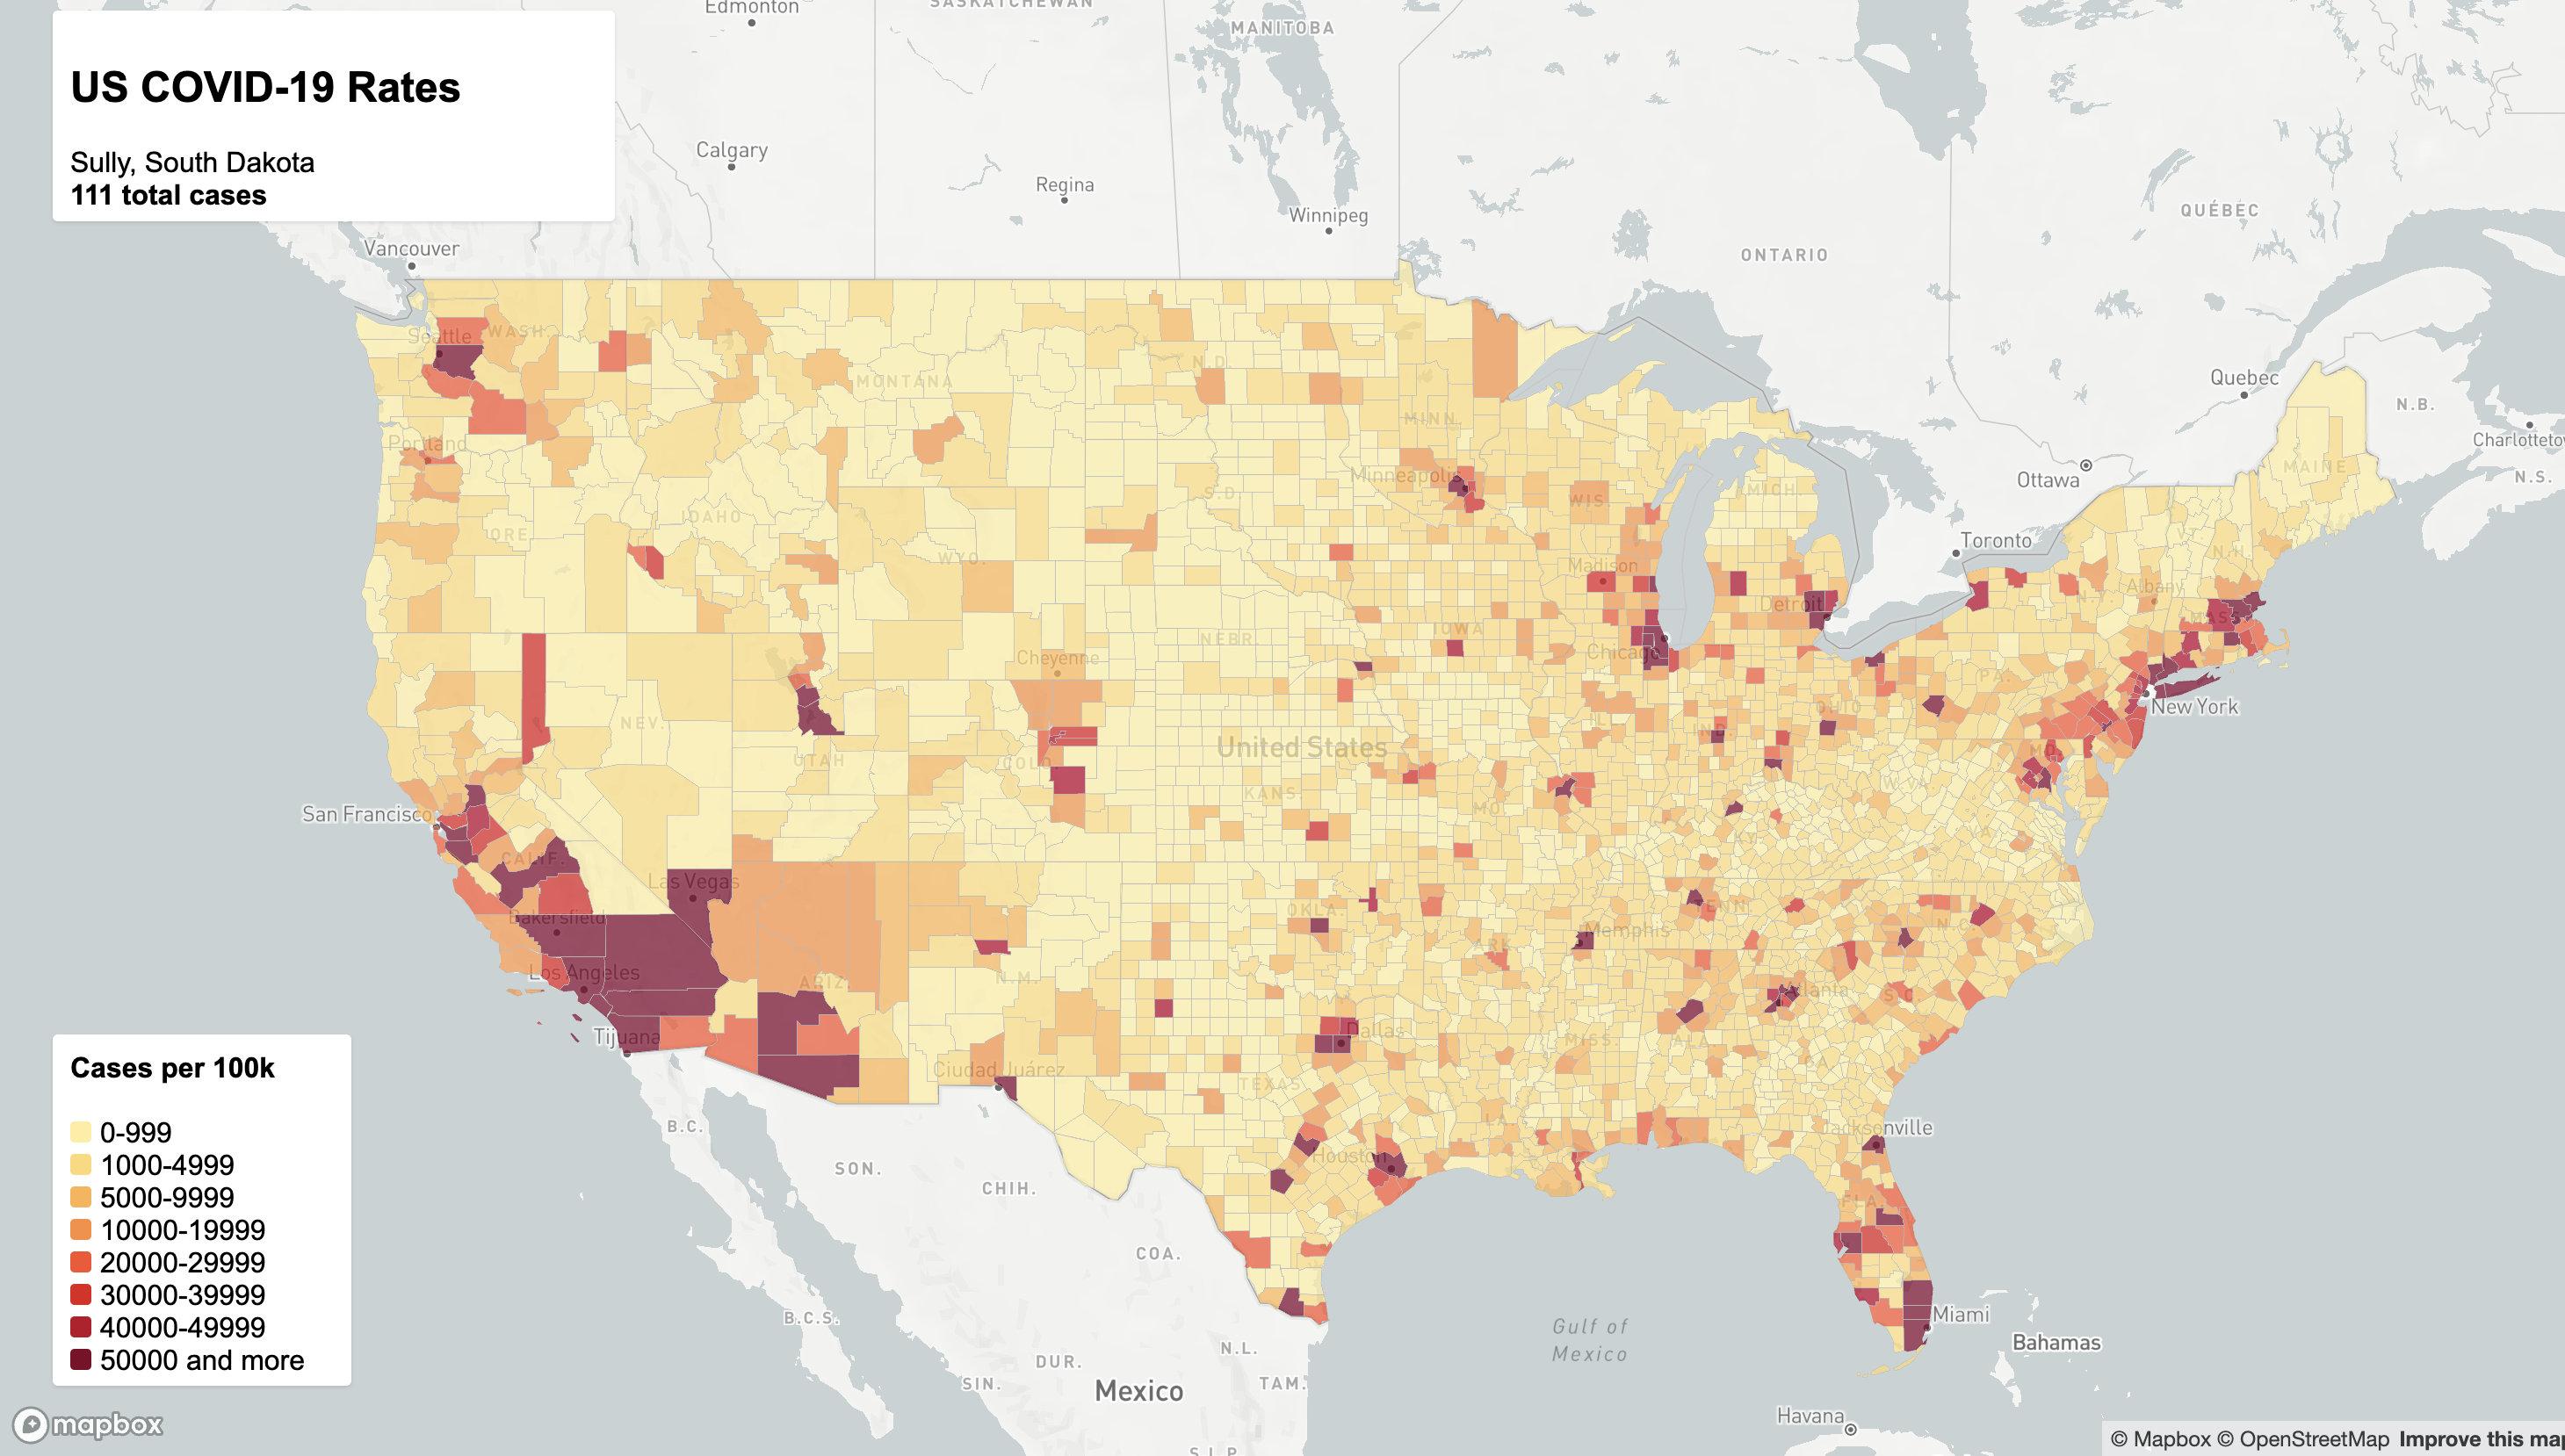 US COVID-19 Rates
Sully, South Dakota
111 total cases
Edmonton
SASKATCHEWAN
MANITOBA
Calgary
Regina
Winnipeg
Vancouver
ONTARIO
QUÉBEC
Quebec
N.B.
Charlotteto
N.S.
Ottawa
Toronto
MAINE
Seattle
WASH.
MONTANA
N.D.
MINN.
Portland
Minneapolis
S.D.
WIS.
MICH.
ORE
IDAHO
WYO.
Madison
VT.
N.H.
Albany
N.Y.
MASS.
Detroit
IOWA
NEBR.
Chicago
Cheyenne
PA.
New York
NEV.
ILL.
IND.
OHIO
United States
UTAH
COLO.
MD.
KANS
MO.
W.VA.
San Francisco
KY.
VA.
CALIF.
Las Vegas
Bakersfield
OKLA.
TENN.
N.C.
Memphis
ARK.
Los Angeles
ARIZ.
N.M.
Atlanta
S.C.
Tijuana
Dallas
MISS.
ALA.
GA.
Ciudad Juárez
TEXAS
B.C.
LA.
Jacksonville
Houston
SON.
CHIH.
FLA.
COA.
B.C.S.
Miami
Gulf of
Mexico
Bahamas
N.L.
DUR.
SIN.
Mexico
TAM.
Havana
S.L.P.
Cases per 100k
0-999
1000-4999
5000-9999
10000-19999
20000-29999
30000-39999
40000-49999
50000 and more
mapbox
© Mapbox © OpenStreetMap Improve this map